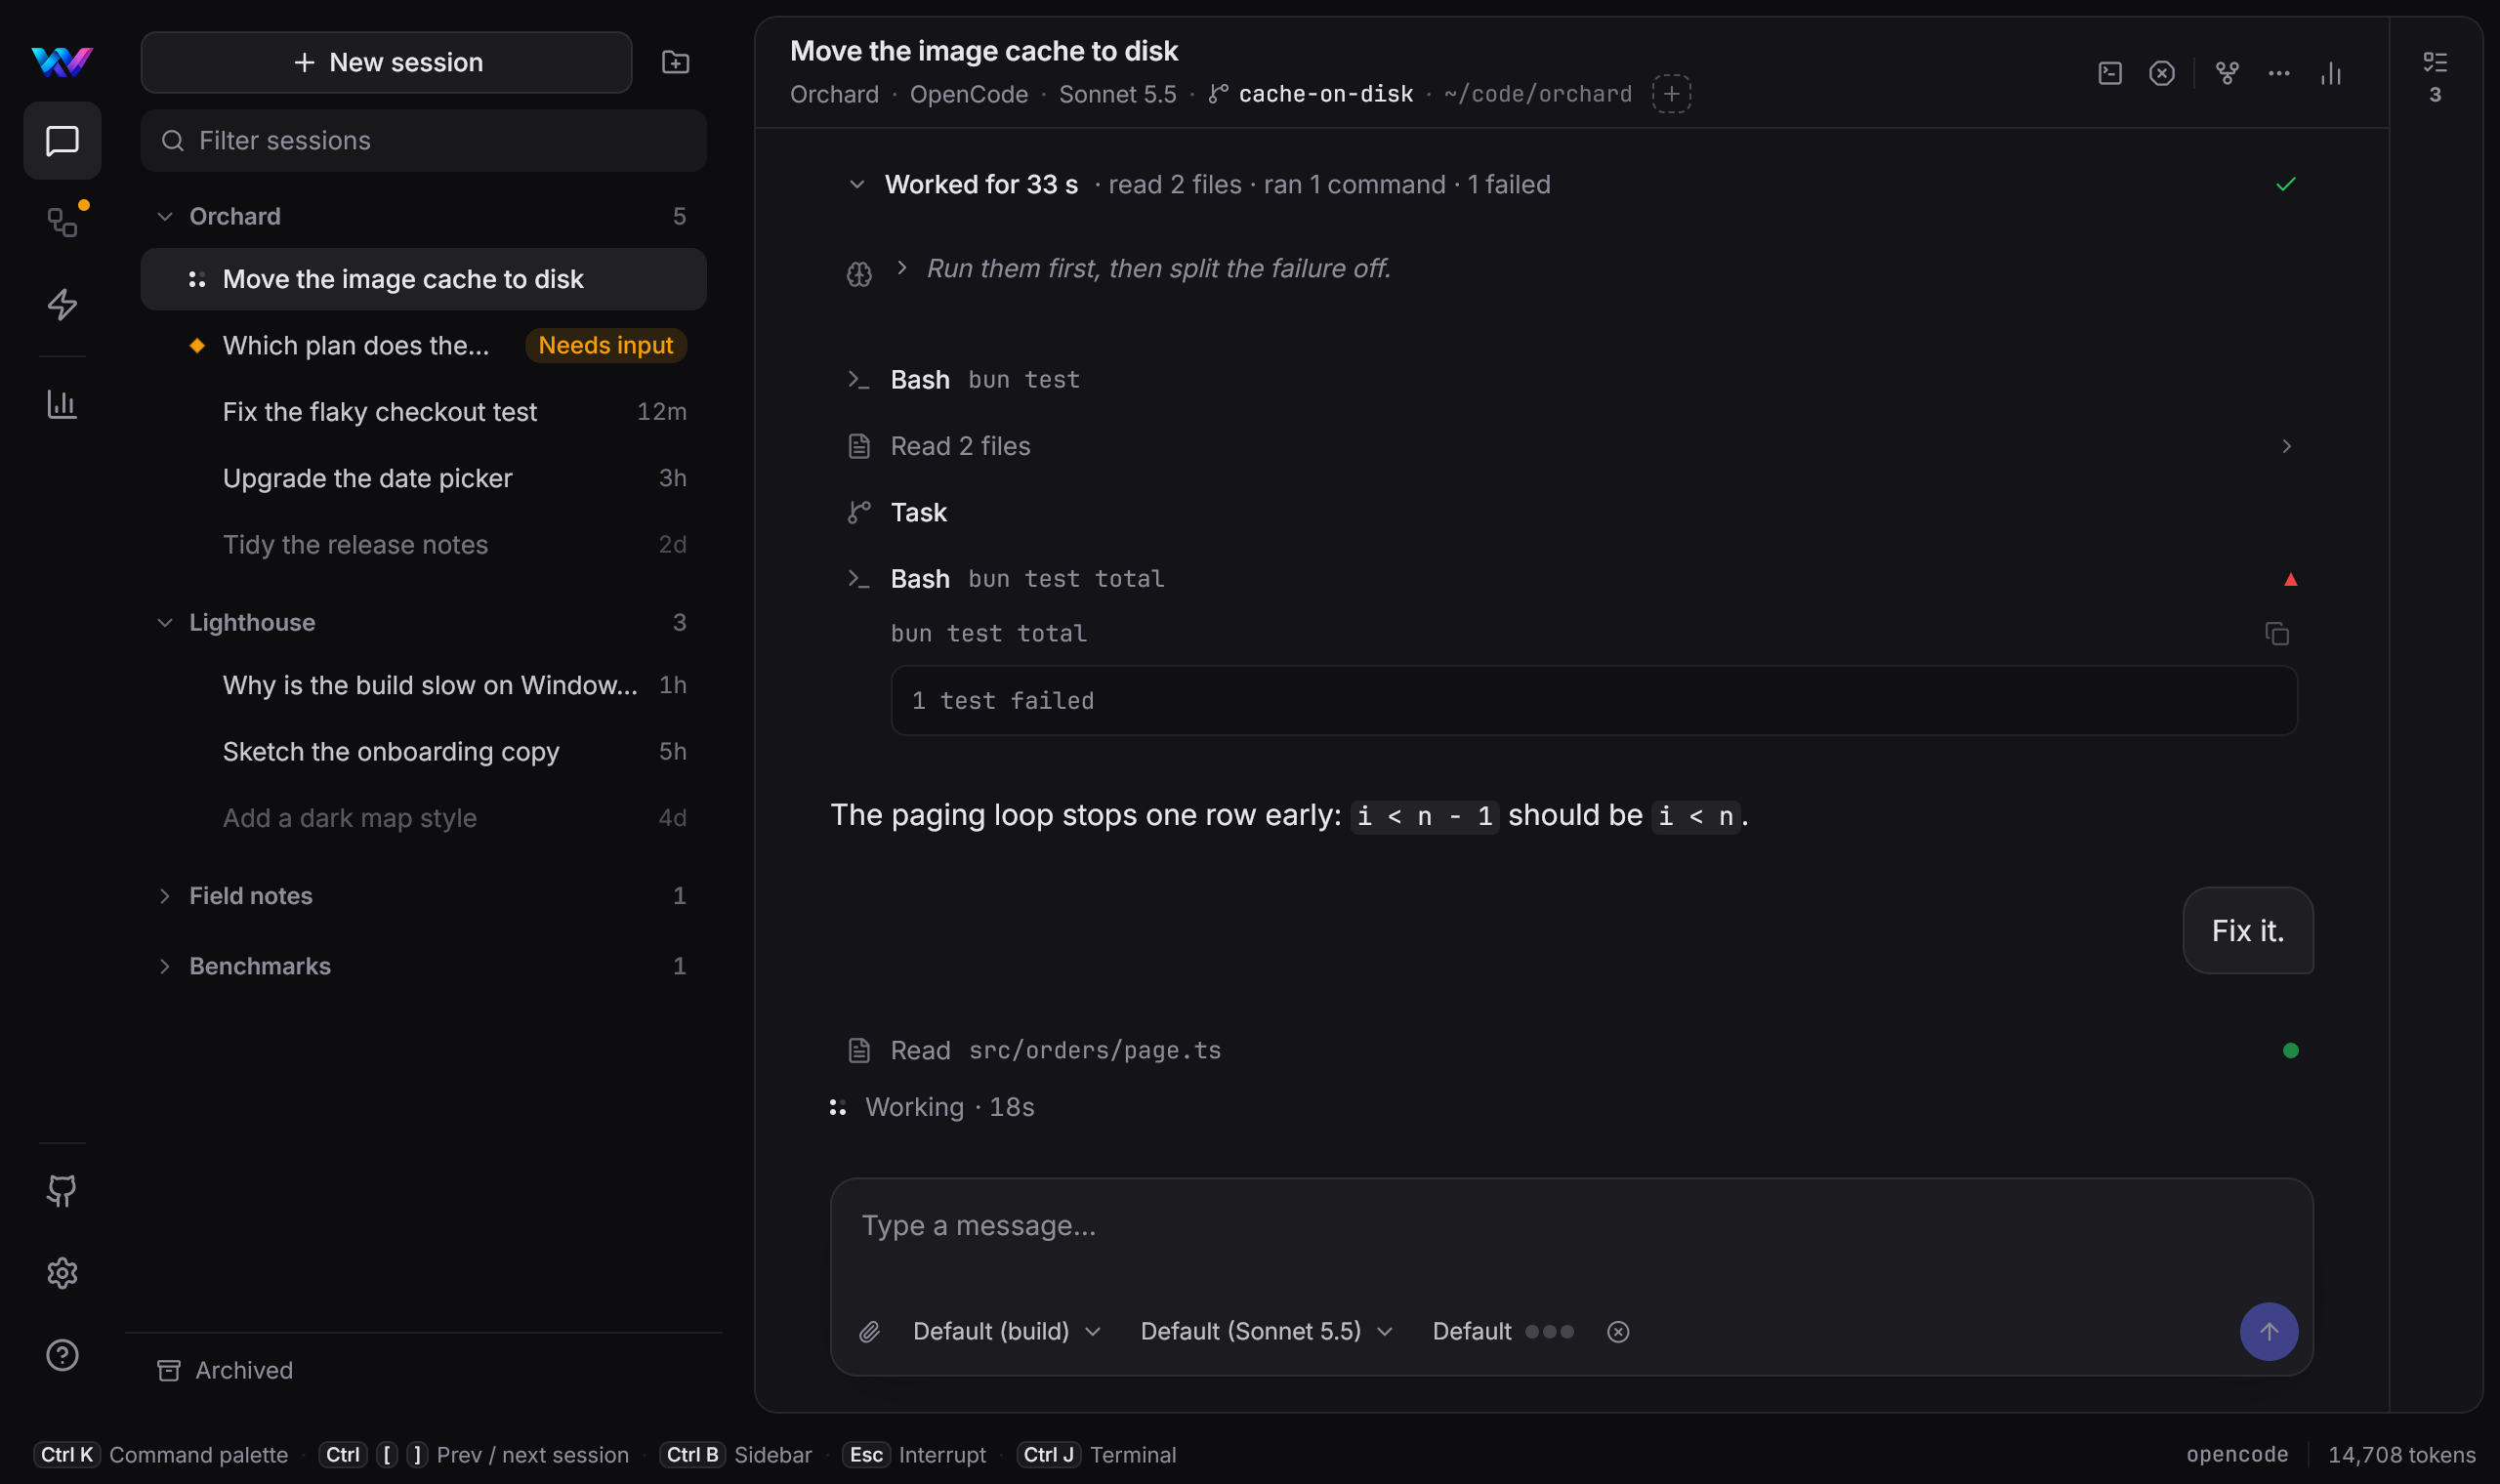 New session
Filter sessions
Orchard 5
Move the image cache to disk
Which plan does the... Needs input
Fix the flaky checkout test 12m
Upgrade the date picker 3h
Tidy the release notes 2d
Lighthouse 3
Why is the build slow on Window... 1h
Sketch the onboarding copy 5h
Add a dark map style 4d
Field notes 1
Benchmarks 1
Archived
Move the image cache to disk
Orchard · OpenCode · Sonnet 5.5 · cache-on-disk · ~/code/orchard
3
Worked for 33 s · read 2 files · ran 1 command · 1 failed
Run them first, then split the failure off.
Bash bun test
Read 2 files
Task
Bash bun test total
bun test total
1 test failed
The paging loop stops one row early: i < n - 1 should be i < n.
Fix it.
Read src/orders/page.ts
Working · 18s
Type a message...
Default (build) Default (Sonnet 5.5) Default
Ctrl K Command palette · Ctrl [ ] Prev / next session · Ctrl B Sidebar · Esc Interrupt · Ctrl J Terminal
opencode 14,708 tokens